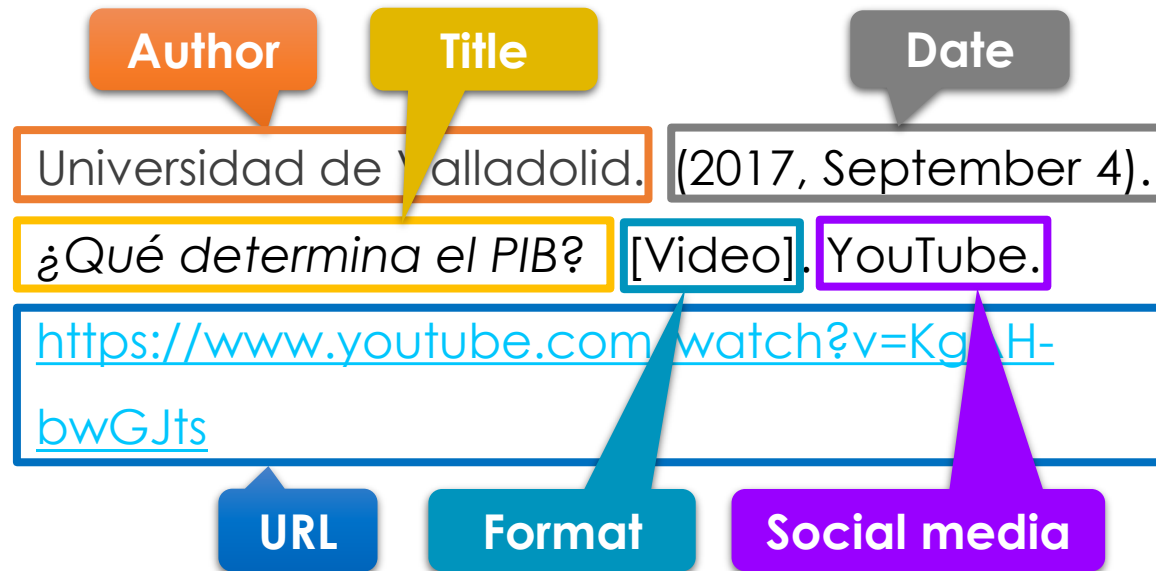 Author Title Date
Universidad de Valladolid. (2017, September 4).
¿Qué determina el PIB? [Video]. YouTube.
https://www.youtube.com/watch?v=Kg
bwGJts
URL Format Social media